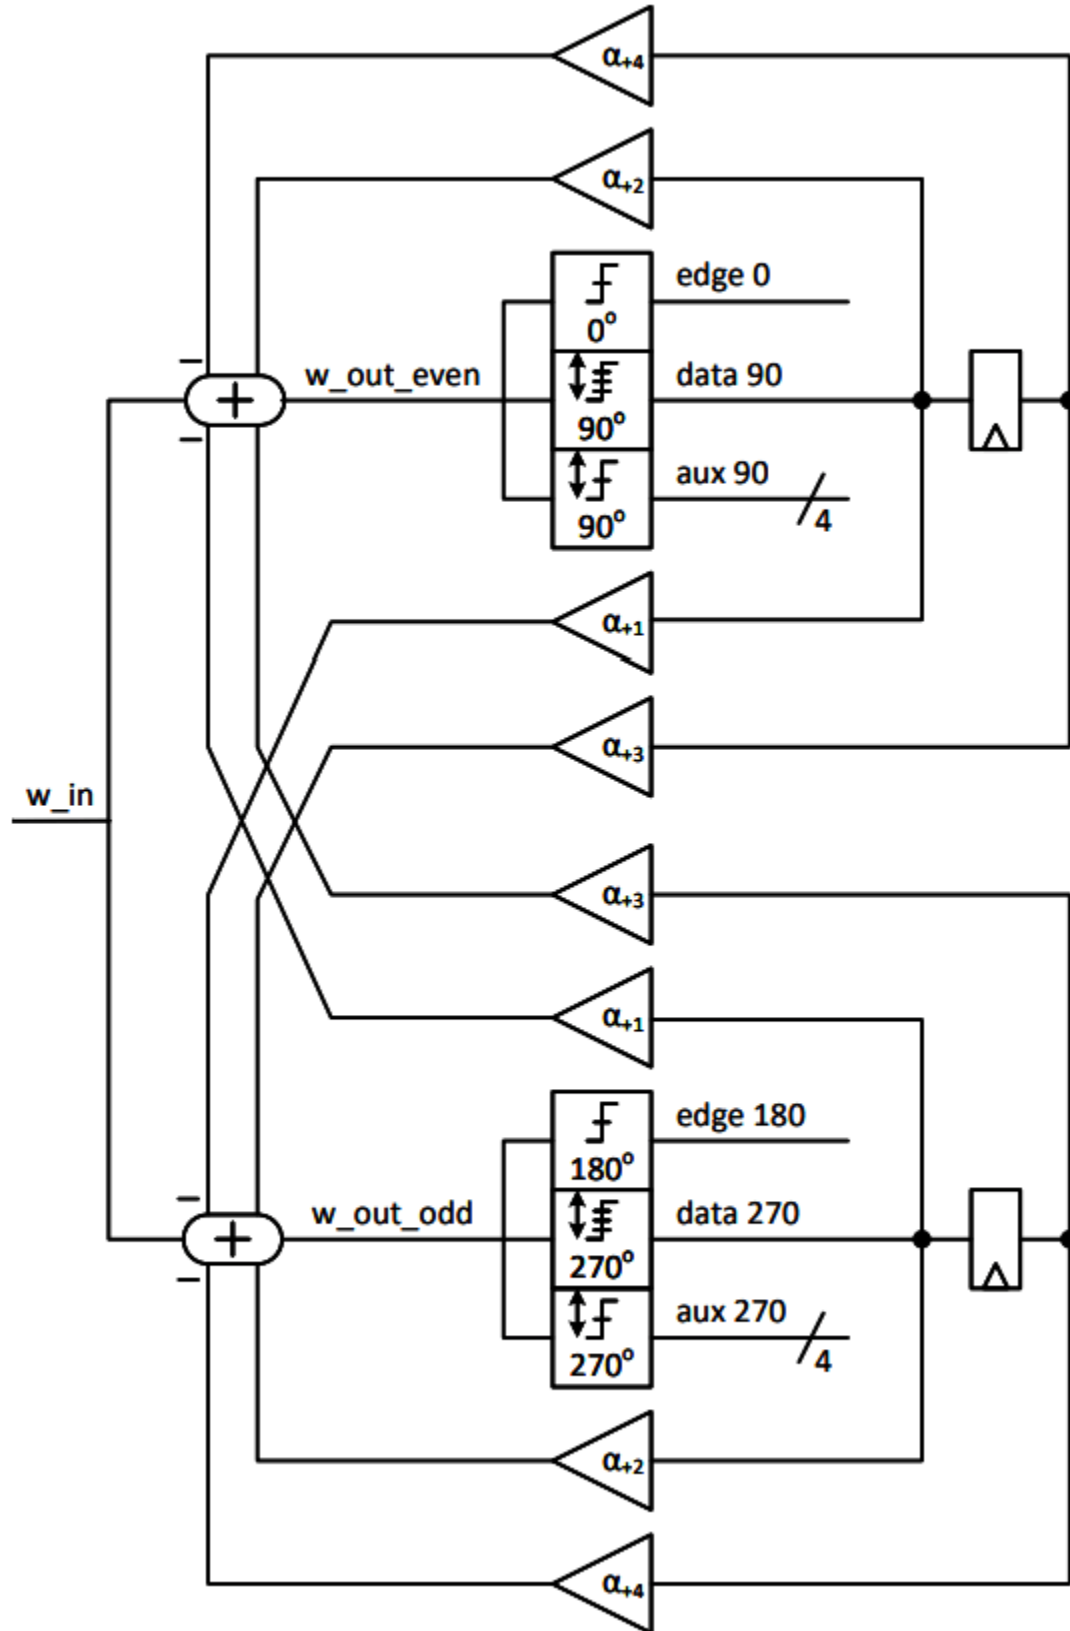 α+4
α+2
edge 0
0°
−
w_out_even
data 90
+
−
90°
aux 90
4
90°
α+1
α+3
w_in
α+3
α+1
edge 180
180°
−
w_out_odd
data 270
+
−
270°
aux 270
4
270°
α+2
α+4